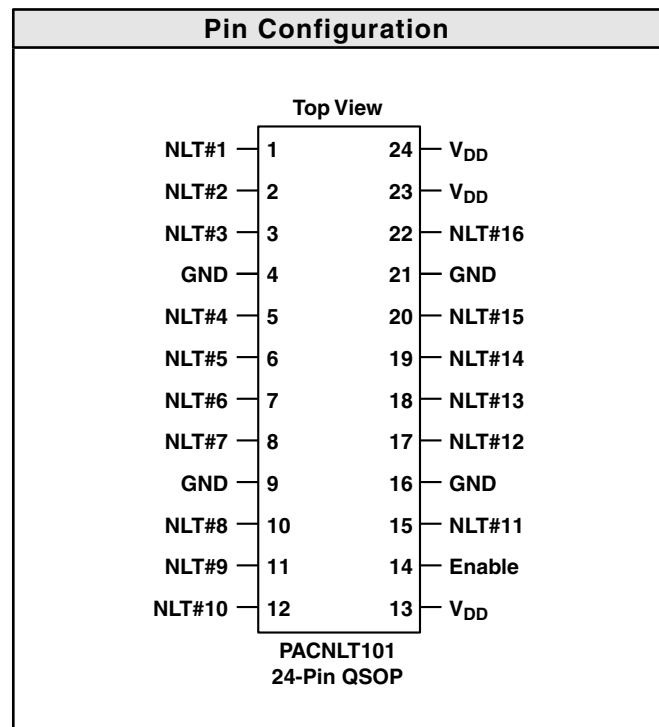 Pin Configuration
Top View
NLT#1 1 24 VDD
NLT#2 2 23 VDD
NLT#3 3 22 NLT#16
GND 4 21 GND
NLT#4 5 20 NLT#15
NLT#5 6 19 NLT#14
NLT#6 7 18 NLT#13
NLT#7 8 17 NLT#12
GND 9 16 GND
NLT#8 10 15 NLT#11
NLT#9 11 14 Enable
NLT#10 12 13 VDD
PACNLT101
24-Pin QSOP